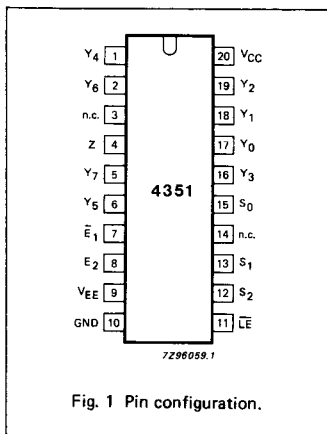 Y4 1 20 VCC
Y6 2 19 Y2
n.c. 3 18 Y1
Z 4 17 Y0
Y7 5 4351 16 Y3
Y5 6 15 S0
E̅1 7 14 n.c.
E2 8 13 S1
VEE 9 12 S2
GND 10 11 L̅E̅
7Z96059.1
Fig. 1 Pin configuration.